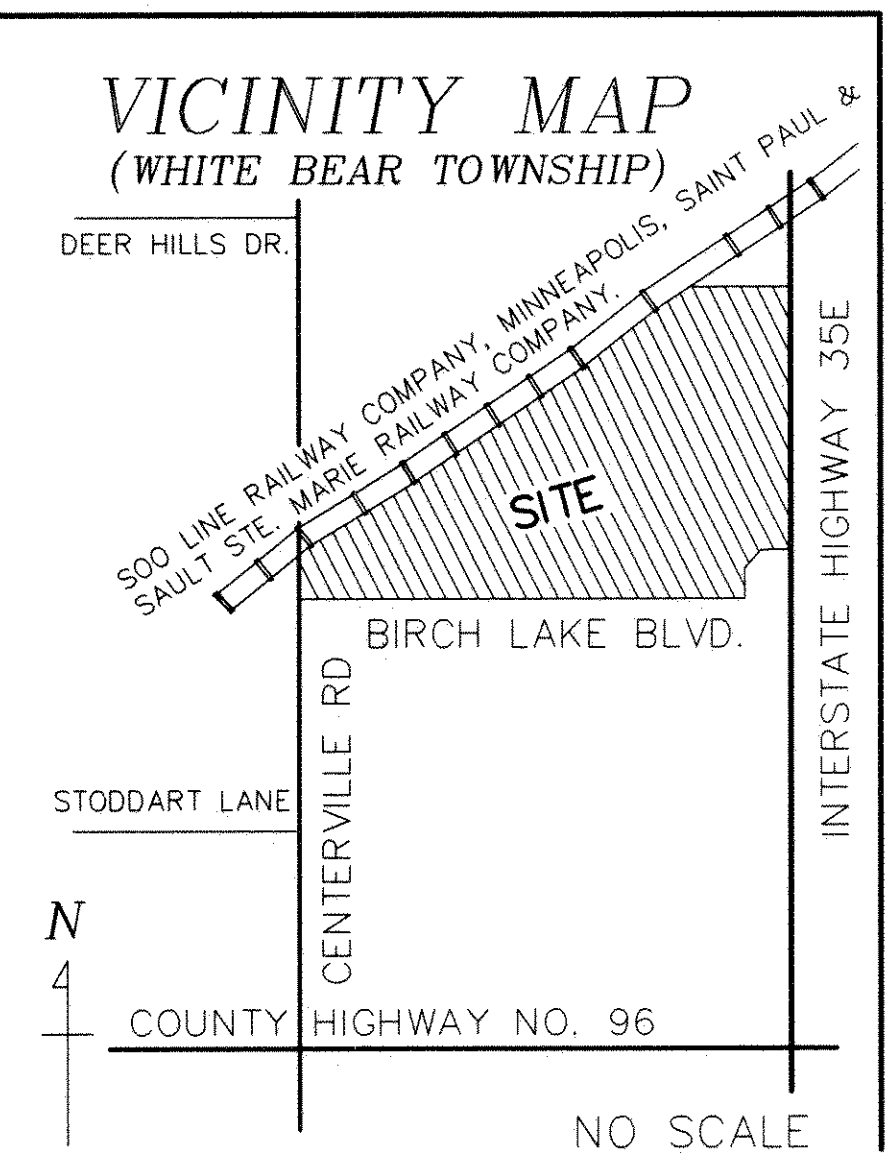 VICINITY MAP
(WHITE BEAR TOWNSHIP)
DEER HILLS DR.
SOO LINE RAILWAY COMPANY, MINNEAPOLIS, SAINT PAUL &
SAULT STE. MARIE RAILWAY COMPANY.
SITE
INTERSTATE HIGHWAY 35E
BIRCH LAKE BLVD.
CENTERVILLE RD
STODDART LANE
N
COUNTY HIGHWAY NO. 96
NO SCALE